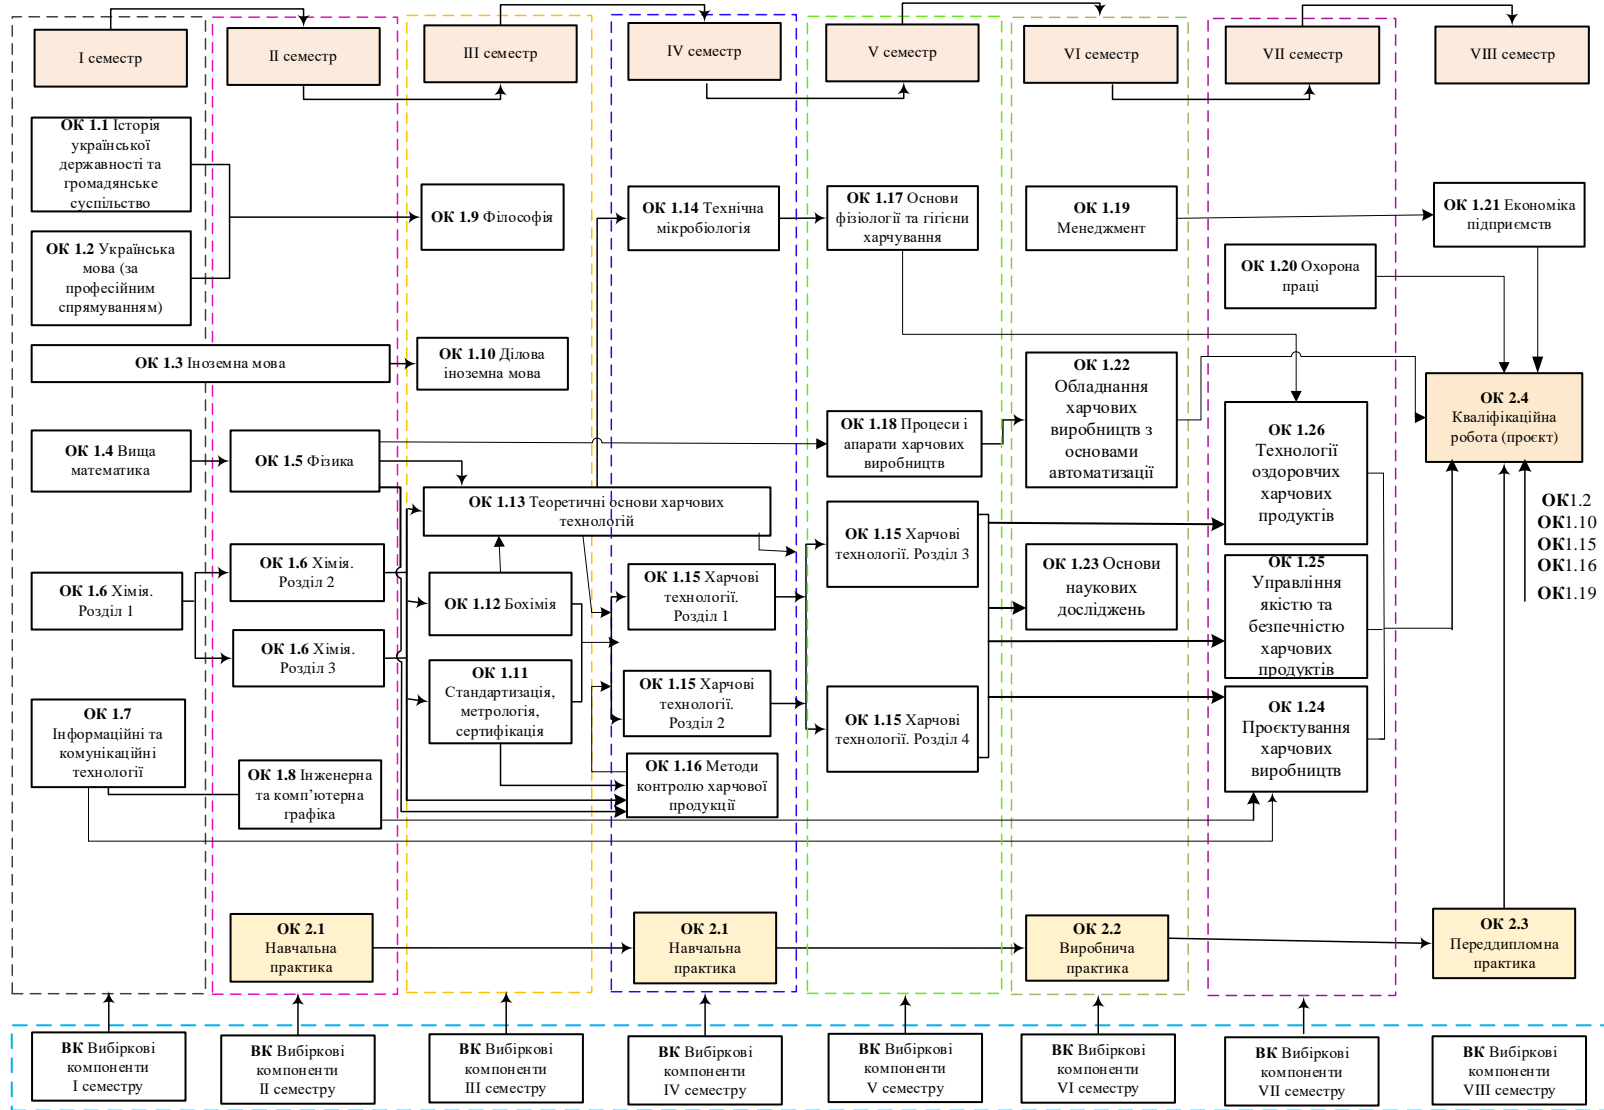 І семестр
ІІ семестр
ІІІ семестр
IV семестр
V семестр
VI семестр
VII семестр
VIII семестр
ОК 1.1 Історія
української
державності та
громадянське
суспільство
ОК 1.2 Українська
мова (за
професійним
спрямуванням)
ОК 1.3 Іноземна мова
ОК 1.4 Вища
математика
ОК 1.6 Хімія.
Розділ 1
ОК 1.7
Інформаційні та
комунікаційні
технології
ОК 1.5 Фізика
ОК 1.6 Хімія.
Розділ 2
ОК 1.6 Хімія.
Розділ 3
ОК 1.8 Інженерна
та комп’ютерна
графіка
ОК 2.1
Навчальна
практика
ОК 1.9 Філософія
ОК 1.10 Ділова
іноземна мова
ОК 1.13 Теоретичні основи харчових
технологій
ОК 1.12 Бохімія
ОК 1.11
Стандартизація,
метрологія,
сертифікація
ОК 1.14 Технічна
мікробіологія
ОК 1.15 Харчові
технології.
Розділ 1
ОК 1.15 Харчові
технології.
Розділ 2
ОК 1.16 Методи
контролю харчової
продукції
ОК 2.1
Навчальна
практика
ОК 1.17 Основи
фізіології та гігієни
харчування
ОК 1.18 Процеси і
апарати харчових
виробництв
ОК 1.15 Харчові
технології. Розділ 3
ОК 1.15 Харчові
технології. Розділ 4
ОК 1.19
Менеджмент
ОК 1.22
Обладнання
харчових
виробництв з
основами
автоматизації
ОК 1.23 Основи
наукових
досліджень
ОК 2.2
Виробнича
практика
ОК 1.20 Охорона
праці
ОК 1.26
Технології
оздоровчих
харчових
продуктів
ОК 1.25
Управління
якістю та
безпечністю
харчових
продуктів
ОК 1.24
Проєктування
харчових
виробництв
ОК 1.21 Економіка
підприємств
ОК 2.4
Кваліфікаційна
робота (проєкт)
ОК1.2
ОК1.10
ОК1.15
ОК1.16
ОК1.19
ОК 2.3
Переддипломна
практика
ВК Вибіркові
компоненти
І семестру
ВК Вибіркові
компоненти
ІІ семестру
ВК Вибіркові
компоненти
ІІІ семестру
ВК Вибіркові
компоненти
IV семестру
ВК Вибіркові
компоненти
V семестру
ВК Вибіркові
компоненти
VI семестру
ВК Вибіркові
компоненти
VII семестру
ВК Вибіркові
компоненти
VIII семестру